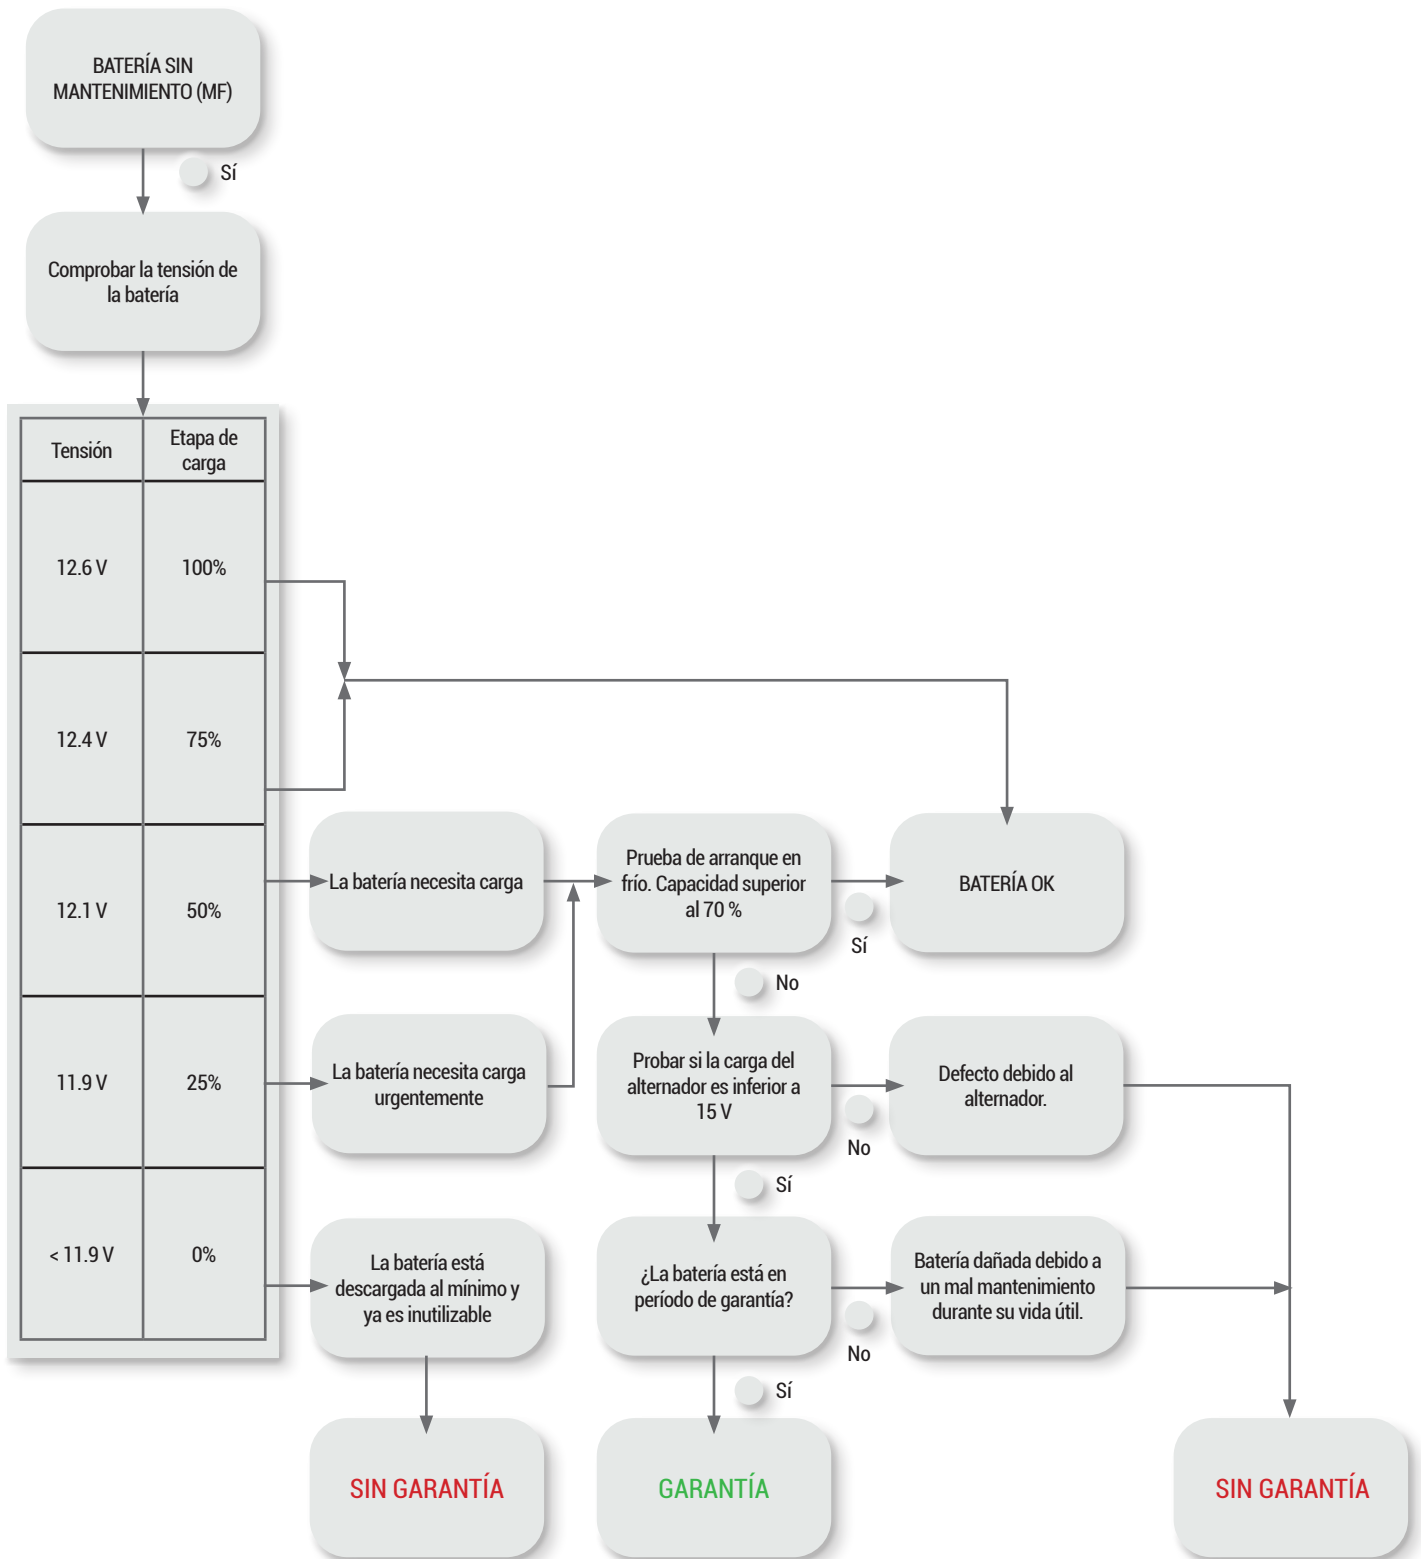 BATERÍA SIN
MANTENIMIENTO (MF)
Sí
Comprobar la tensión de
la batería
Tensión
Etapa de
carga
12.6 V
100%
12.4 V
75%
12.1 V
50%
La batería necesita carga
Prueba de arranque en
frío. Capacidad superior
al 70 %
Sí
BATERÍA OK
No
11.9 V
25%
La batería necesita carga
urgentemente
Probar si la carga del
alternador es inferior a
15 V
No
Defecto debido al
alternador.
Sí
< 11.9 V
0%
La batería está
descargada al mínimo y
ya es inutilizable
¿La batería está en
período de garantía?
No
Batería dañada debido a
un mal mantenimiento
durante su vida útil.
Sí
SIN GARANTÍA
GARANTÍA
SIN GARANTÍA